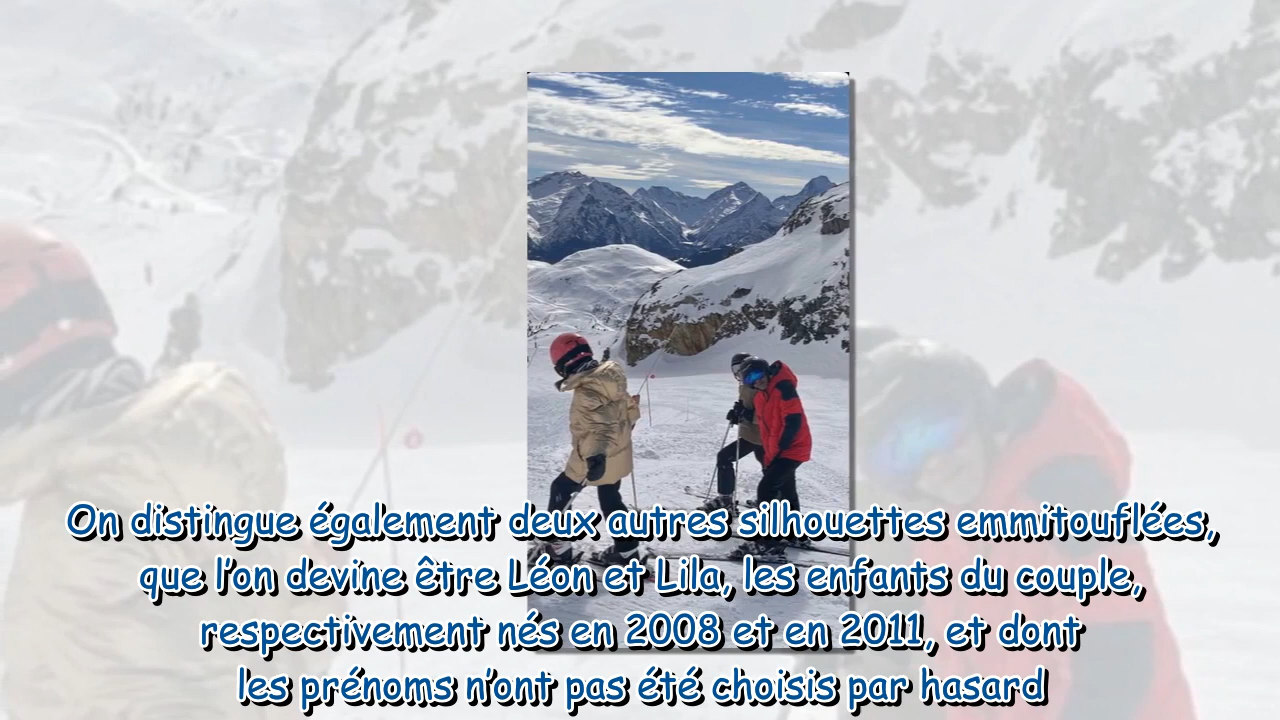 On distingue également deux autres silhouettes emmitouflées,
que l'on devine être Léon et Lila, les enfants du couple,
respectivement nés en 2008 et en 2011, et dont
les prénoms n'ont pas été choisis par hasard